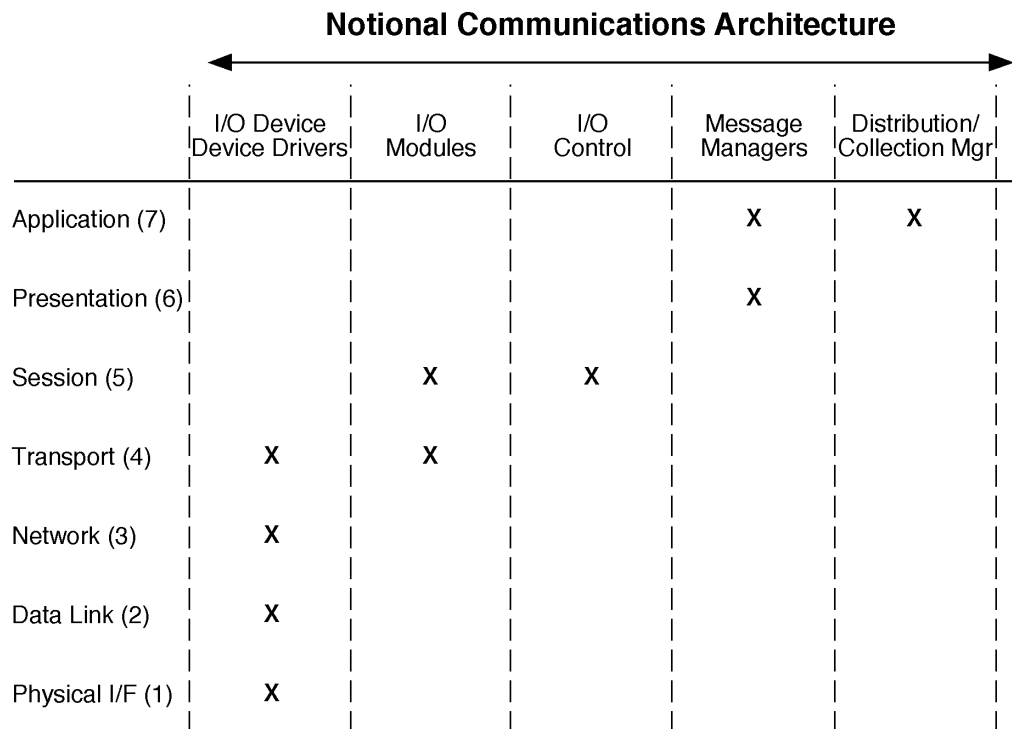 Notional Communications Architecture
I/O Device I/O I/O Message Distribution/
Device Drivers Modules Control Managers Collection Mgr
Application (7) X X
Presentation (6) X
Session (5) X X
Transport (4) X X
Network (3) X
Data Link (2) X
Physical I/F (1) X